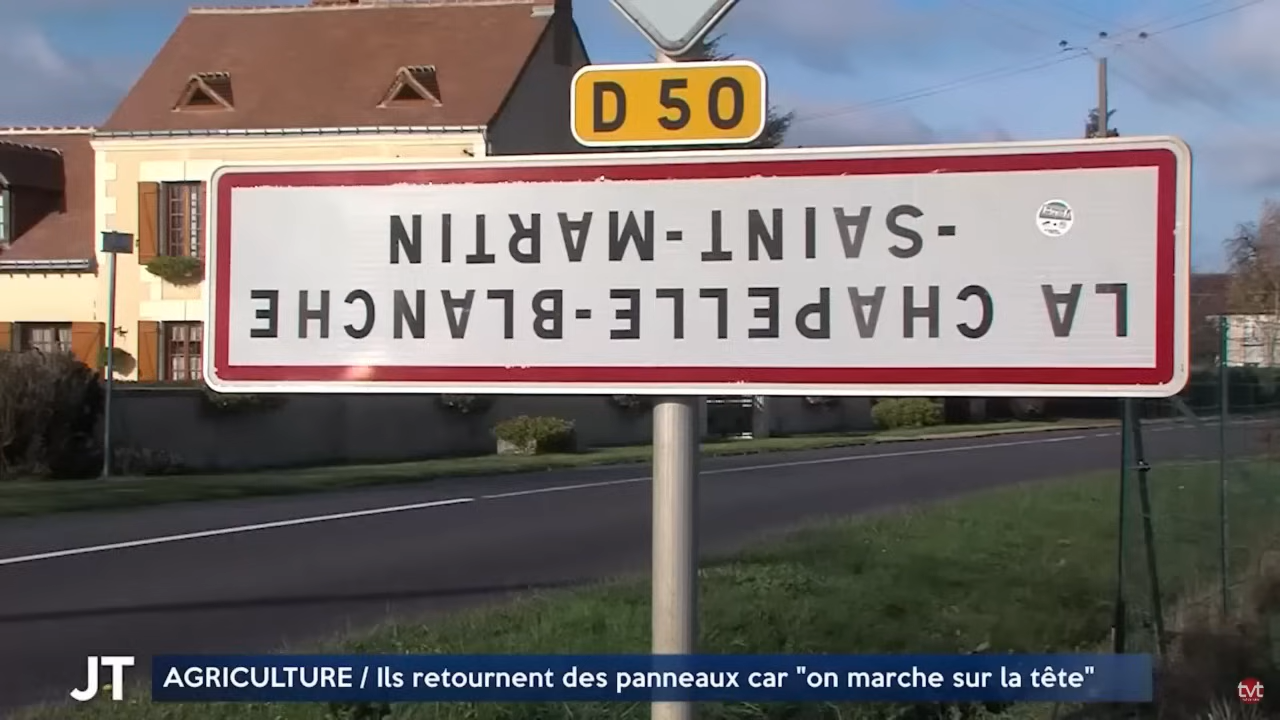 D 50
LA CHAPELLE-BLANCHE
-SAINT-MARTIN
JT
AGRICULTURE / Ils retournent des panneaux car "on marche sur la tête"
tvt